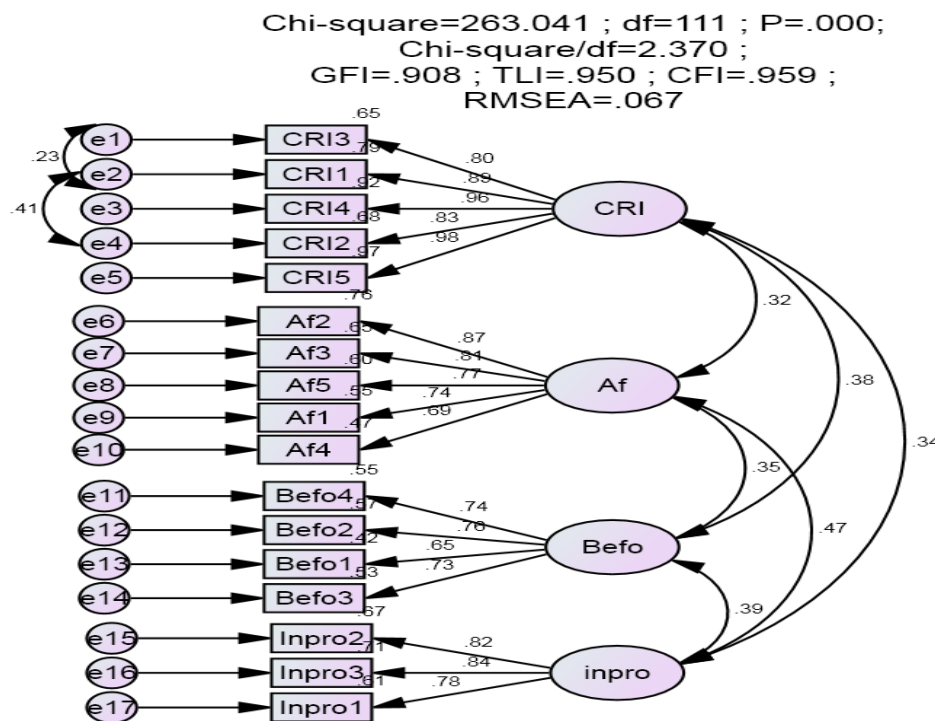 Chi-square=263.041 ; df=111 ; P=.000;
Chi-square/df=2.370 ;
GFI=.908 ; TLI=.950 ; CFI=.959 ;
RMSEA=.067
.65
e1 CRI3
.79 .80
.23 e2 CRI1 .89
.92 .96 CRI
.41 e3 CRI4
.68 .83
e4 CRI2 .98
.97
e5 CRI5
.76 .32
e6 Af2 .87
.65 .81
e7 Af3
.60 .77 .38
e8 Af5 Af
.55 .74
e9 Af1 .69
.47
e10 Af4 .34
.55 .35
e11 Befo4 .74
.57 .76 .47
e12 Befo2
.42 .65 Befo
e13 Befo1 .73
.53
e14 Befo3
.67 .39
e15 Inpro2 .82
.71 .84
e16 Inpro3 inpro
.61 .78
e17 Inpro1